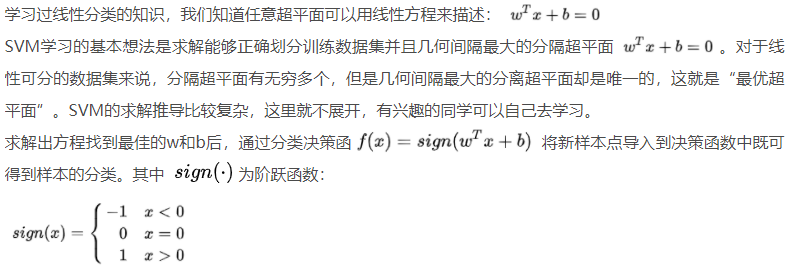 学习过线性分类的知识，我们知道任意超平面可以用线性方程来描述： w^T x + b = 0
SVM学习的基本想法是求解能够正确划分训练数据集并且几何间隔最大的分隔超平面 w^T x + b = 0 。对于线
性可分的数据集来说，分隔超平面有无穷多个，但是几何间隔最大的分离超平面却是唯一的，这就是“最优超
平面”。SVM的求解推导比较复杂，这里就不展开，有兴趣的同学可以自己去学习。
求解出方程找到最佳的w和b后，通过分类决策函 f(x) = sign(w^T x + b) 将新样本点导入到决策函数中既可
得到样本的分类。其中 sign(·) 为阶跃函数：
sign(x) = {
-1 x < 0
0 x = 0
1 x > 0